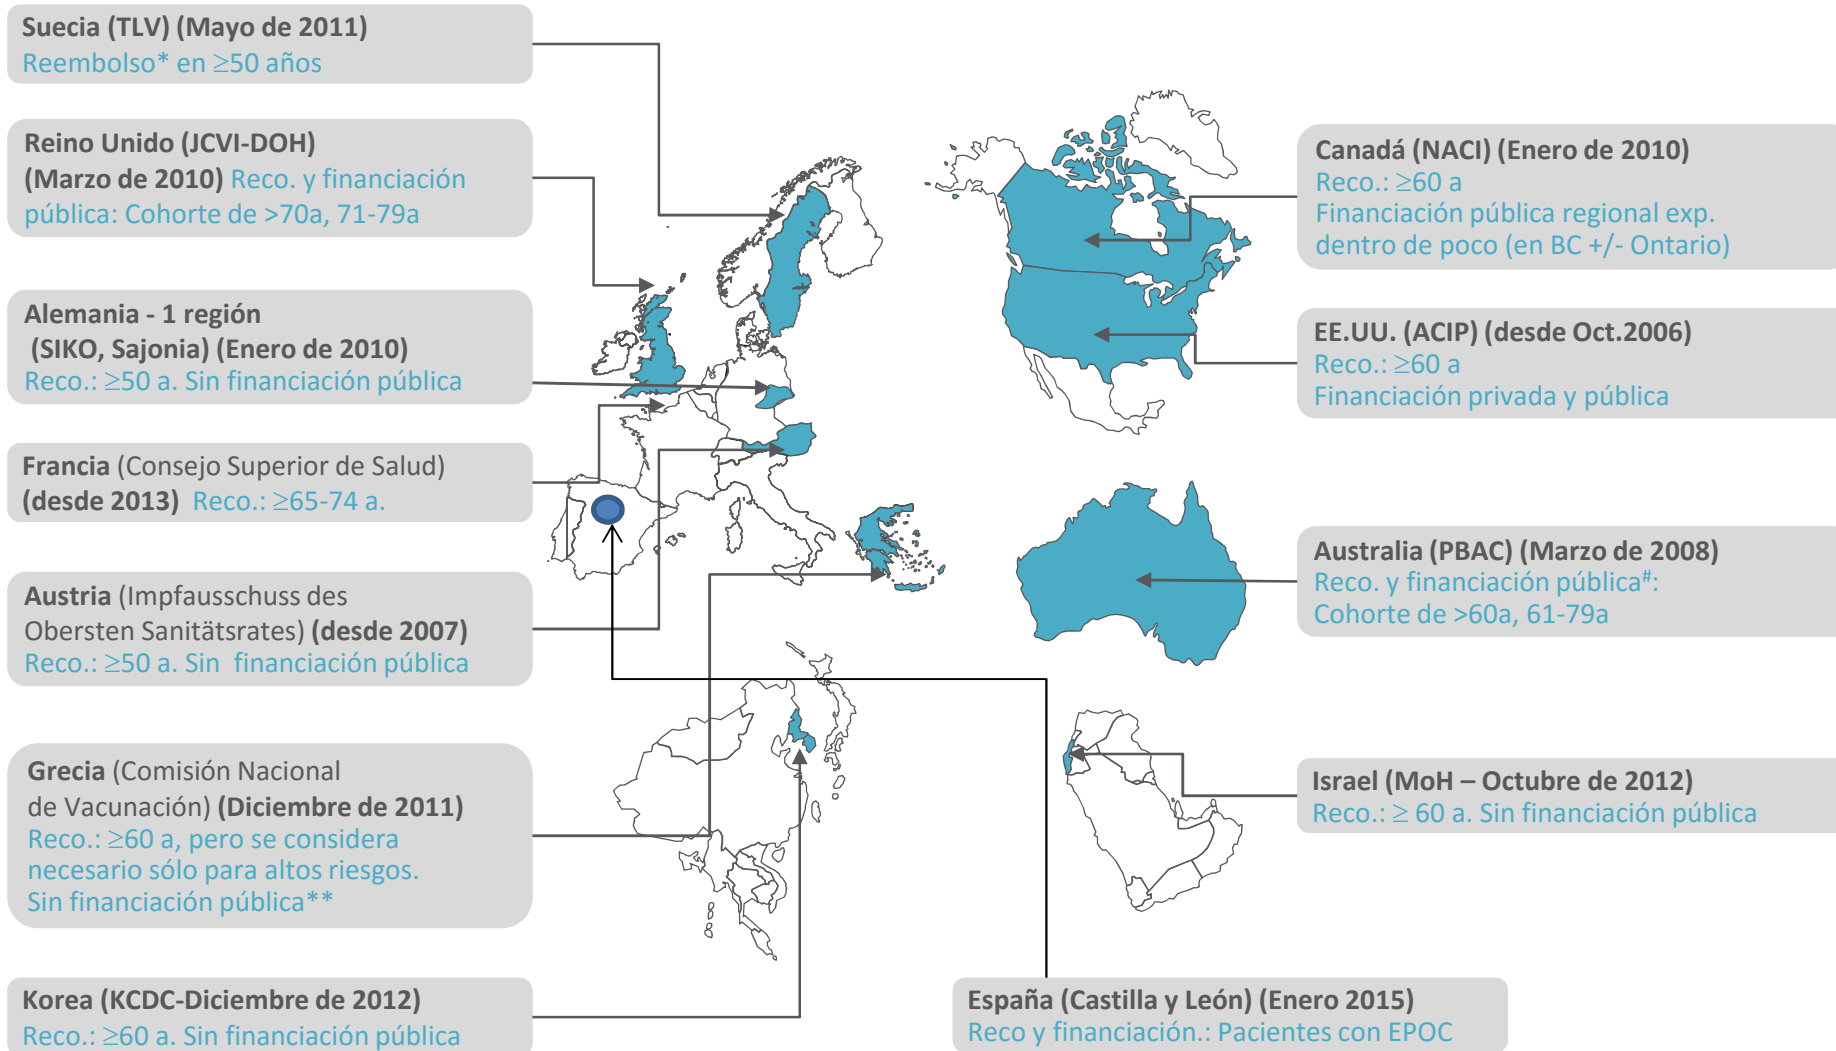 Suecia (TLV) (Mayo de 2011)
Reembolso* en ≥50 años
Reino Unido (JCVI-DOH)
(Marzo de 2010) Reco. y financiación
pública: Cohorte de >70a, 71-79a
Alemania - 1 región
(SIKO, Sajonia) (Enero de 2010)
Reco.: ≥50 a. Sin financiación pública
Francia (Consejo Superior de Salud)
(desde 2013) Reco.: ≥65-74 a.
Austria (Impfausschuss des
Obersten Sanitätsrates) (desde 2007)
Reco.: ≥50 a. Sin financiación pública
Grecia (Comisión Nacional
de Vacunación) (Diciembre de 2011)
Reco.: ≥60 a, pero se considera
necesario sólo para altos riesgos.
Sin financiación pública**
Korea (KCDC-Diciembre de 2012)
Reco.: ≥60 a. Sin financiación pública
Canadá (NACI) (Enero de 2010)
Reco.: ≥60 a
Financiación pública regional exp.
dentro de poco (en BC +/- Ontario)
EE.UU. (ACIP) (desde Oct.2006)
Reco.: ≥60 a
Financiación privada y pública
Australia (PBAC) (Marzo de 2008)
Reco. y financiación pública#:
Cohorte de >60a, 61-79a
Israel (MoH – Octubre de 2012)
Reco.: ≥ 60 a. Sin financiación pública
España (Castilla y León) (Enero 2015)
Reco y financiación.: Pacientes con EPOC